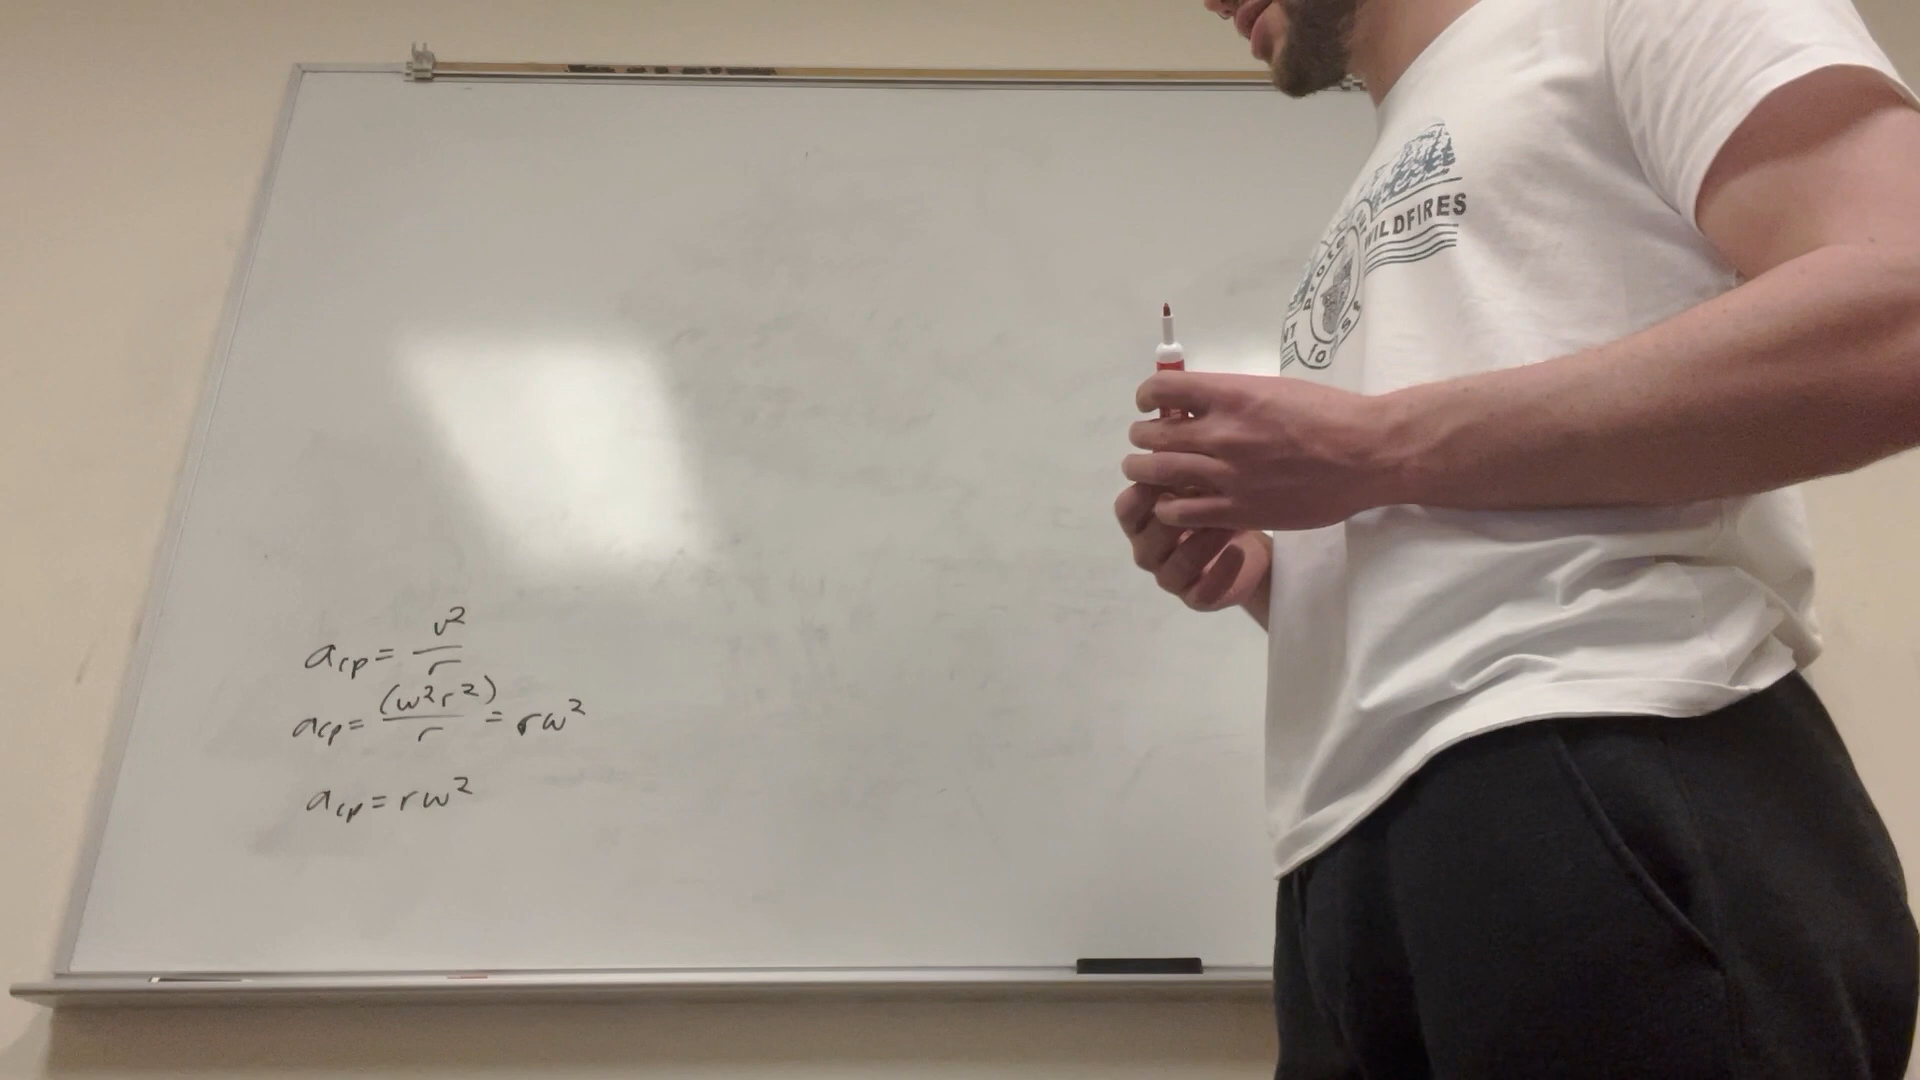 a_cp = v²/r
a_cp = (w²r²)/r = rw²
a_cp = rw²
WILDFIRES